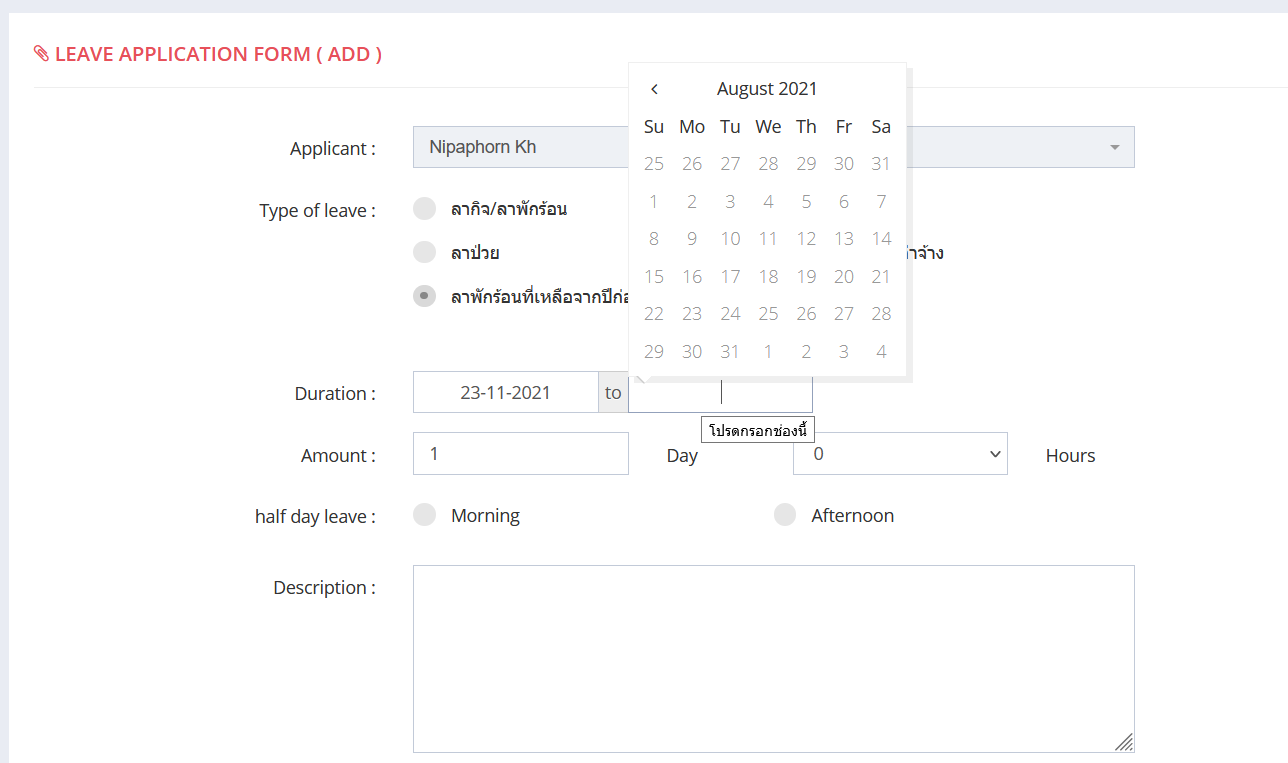 LEAVE APPLICATION FORM ( ADD )
August 2021
Su Mo Tu We Th Fr Sa
25 26 27 28 29 30 31
1 2 3 4 5 6 7
8 9 10 11 12 13 14
15 16 17 18 19 20 21
22 23 24 25 26 27 28
29 30 31 1 2 3 4
Applicant : Nipaphorn Kh
Type of leave : ลากิจ/ลาพักร้อน
ลาป่วย
ลาพักร้อนที่เหลือจากปีก่
Duration : 23-11-2021 to
โปรดกรอกช่องนี้
Amount : 1 Day 0 Hours
half day leave : Morning Afternoon
Description :